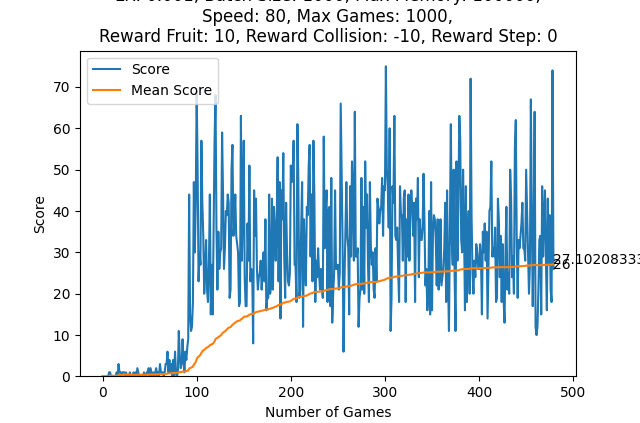 Speed: 80, Max Games: 1000,
Reward Fruit: 10, Reward Collision: -10, Reward Step: 0
Score
Mean Score
70
60
50
40
30
20
10
0
Score
27.10208333
26
0 100 200 300 400 500
Number of Games